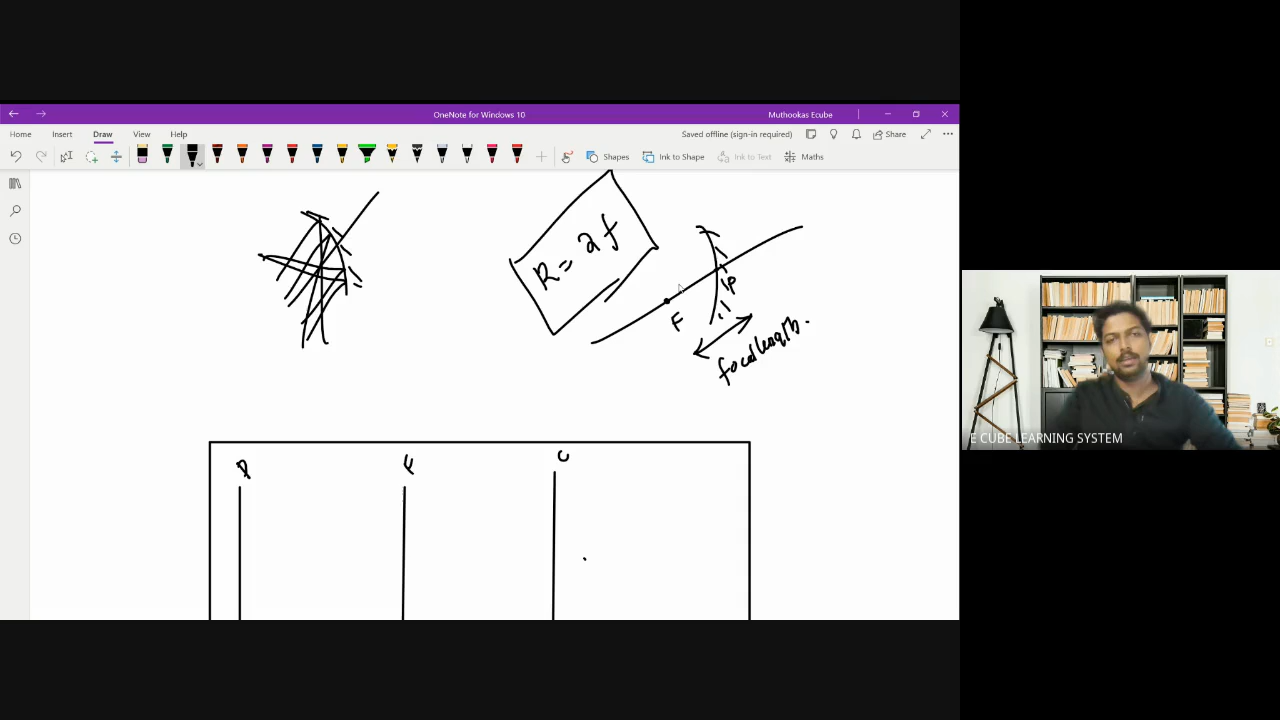 OneNote for Windows 10
Muthookas Ecube
Home Insert Draw View Help
Saved offline (sign-in required)
Share
Shapes
Ink to Shape
Ink to Text
Maths
R = 2f
P
F
focal length.
P F C
E CUBE LEARNING SYSTEM